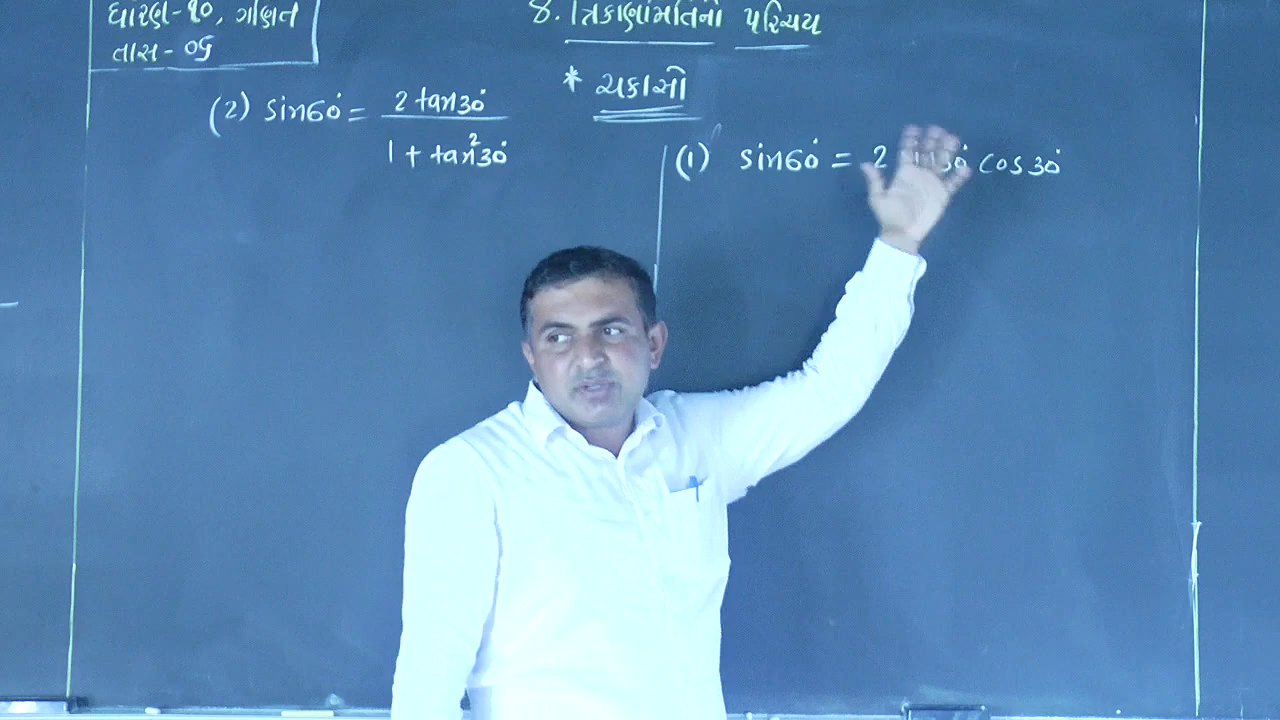 ધોરણ-૧૦, ગણિત
તાસ-૦૬
૪. ત્રિકોણમિતિનો પરિચય
* ચકાસો
(2) sin60° = 2 tan30° / 1 + tan²30°
(1) sin60° = 2 30° cos30°